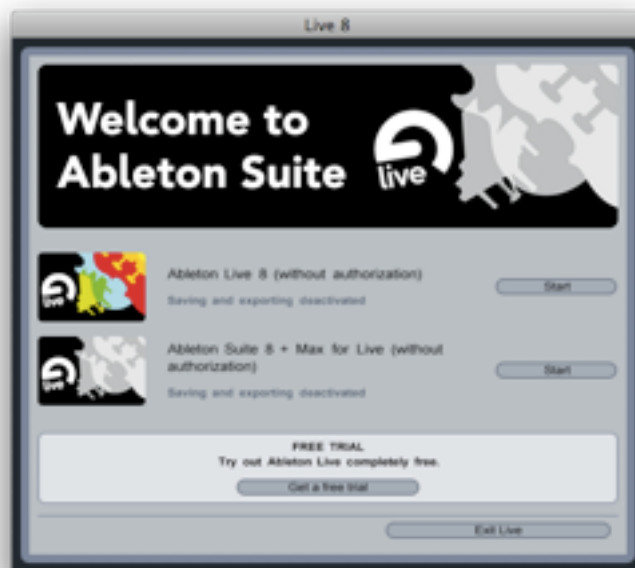 Live 8
Welcome to
Ableton Suite
live
live
Ableton Live 8 (without authorization)
Saving and exporting deactivated
Start
live
Ableton Suite 8 + Max for Live (without
authorization)
Saving and exporting deactivated
Start
FREE TRIAL
Try out Ableton Live completely free.
Get a free trial
Exit Live